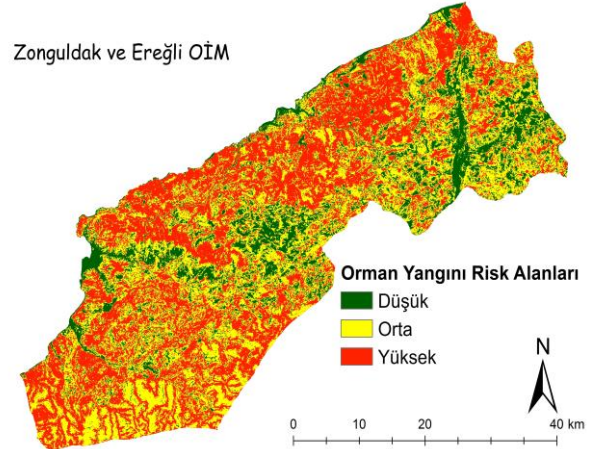 Zonguldak ve Ereğli OİM
Orman Yangını Risk Alanları
Düşük
Orta
Yüksek
N
0 10 20 40 km